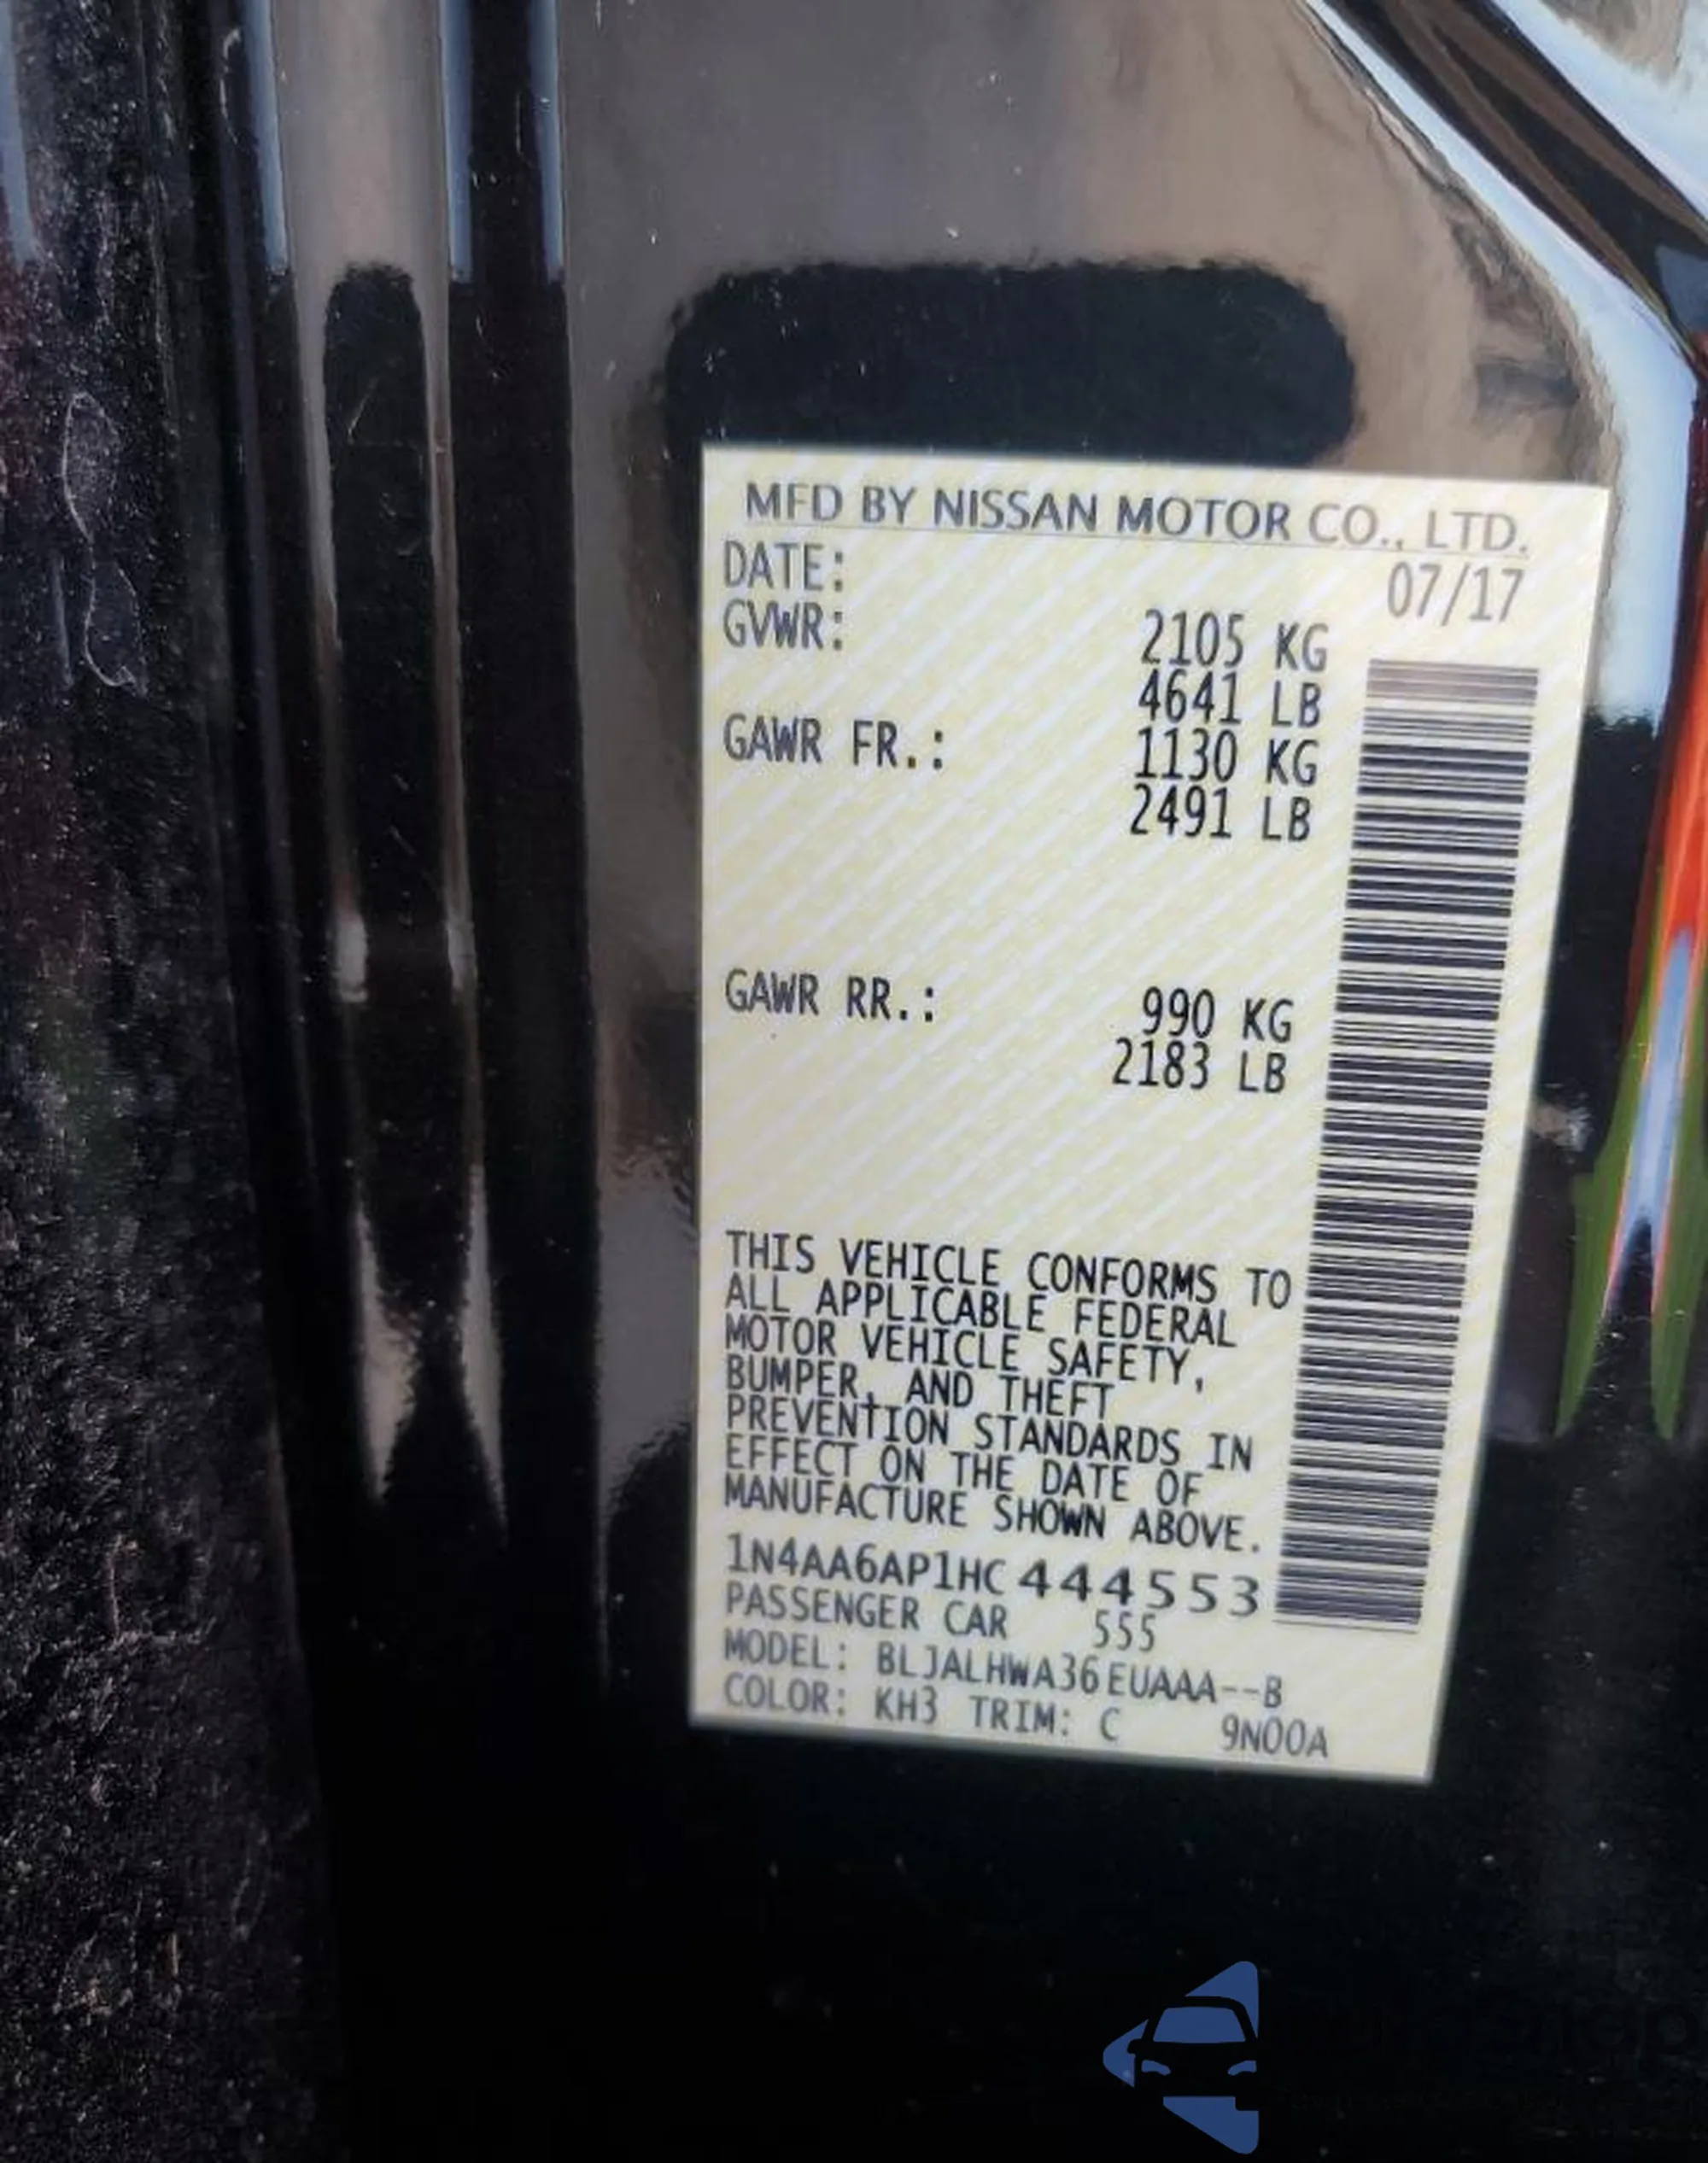 MFD BY NISSAN MOTOR CO., LTD.
DATE: 07/17
GVWR: 2105 KG
4641 LB
GAWR FR.: 1130 KG
2491 LB
GAWR RR.: 990 KG
2183 LB
THIS VEHICLE CONFORMS TO
ALL APPLICABLE FEDERAL
MOTOR VEHICLE SAFETY,
BUMPER, AND THEFT
PREVENTION STANDARDS IN
EFFECT ON THE DATE OF
MANUFACTURE SHOWN ABOVE.
1N4AA6AP1HC444553
PASSENGER CAR 555
MODEL: BLJALHWA36EUAAA--B
COLOR: KH3 TRIM: C 9N00A